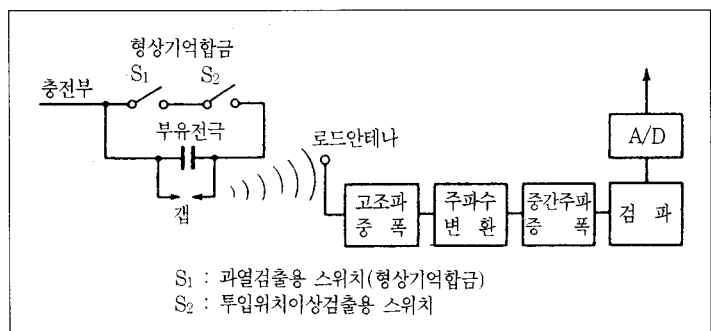 형상기억합금
S₁ S₂
충전부
부유전극
갭
로드안테나
A/D
고조파
증폭
주파수
변환
중간주파
증폭
검파
S₁ : 과열검출용 스위치(형상기억합금)
S₂ : 투입위치이상검출용 스위치